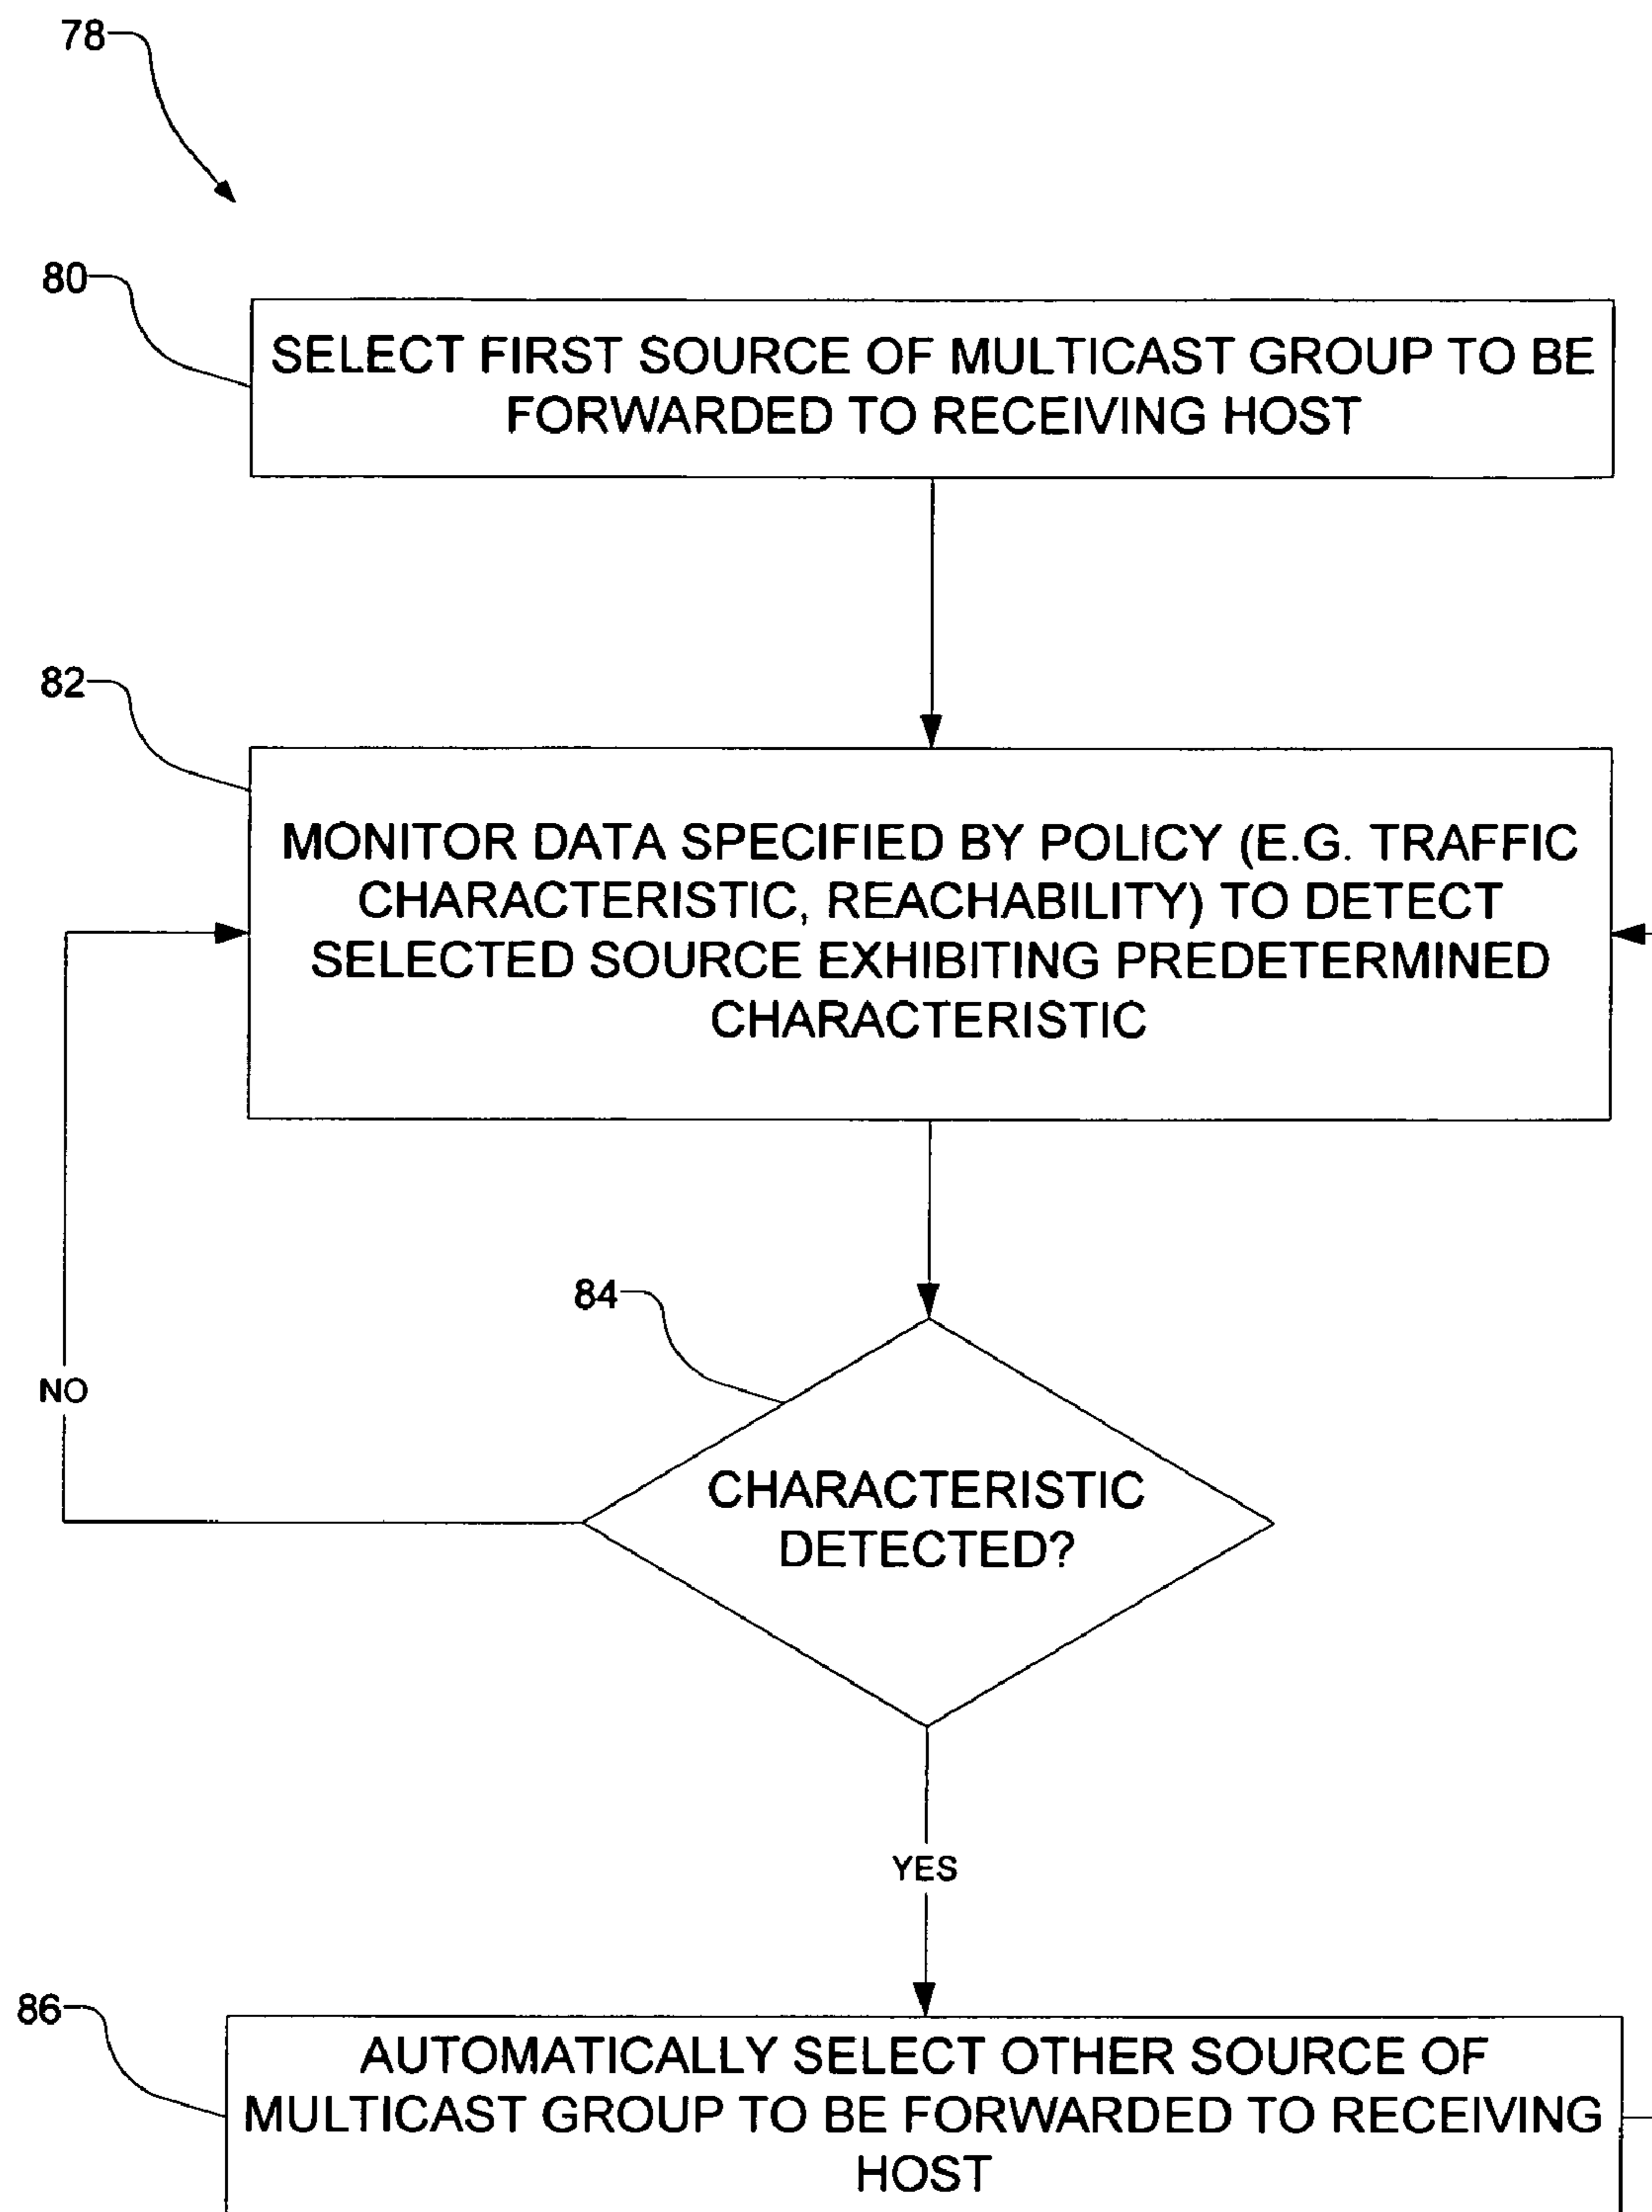 78
80
SELECT FIRST SOURCE OF MULTICAST GROUP TO BE
FORWARDED TO RECEIVING HOST
82
MONITOR DATA SPECIFIED BY POLICY (E.G. TRAFFIC
CHARACTERISTIC, REACHABILITY) TO DETECT
SELECTED SOURCE EXHIBITING PREDETERMINED
CHARACTERISTIC
84
NO
CHARACTERISTIC
DETECTED?
YES
86
AUTOMATICALLY SELECT OTHER SOURCE OF
MULTICAST GROUP TO BE FORWARDED TO RECEIVING
HOST